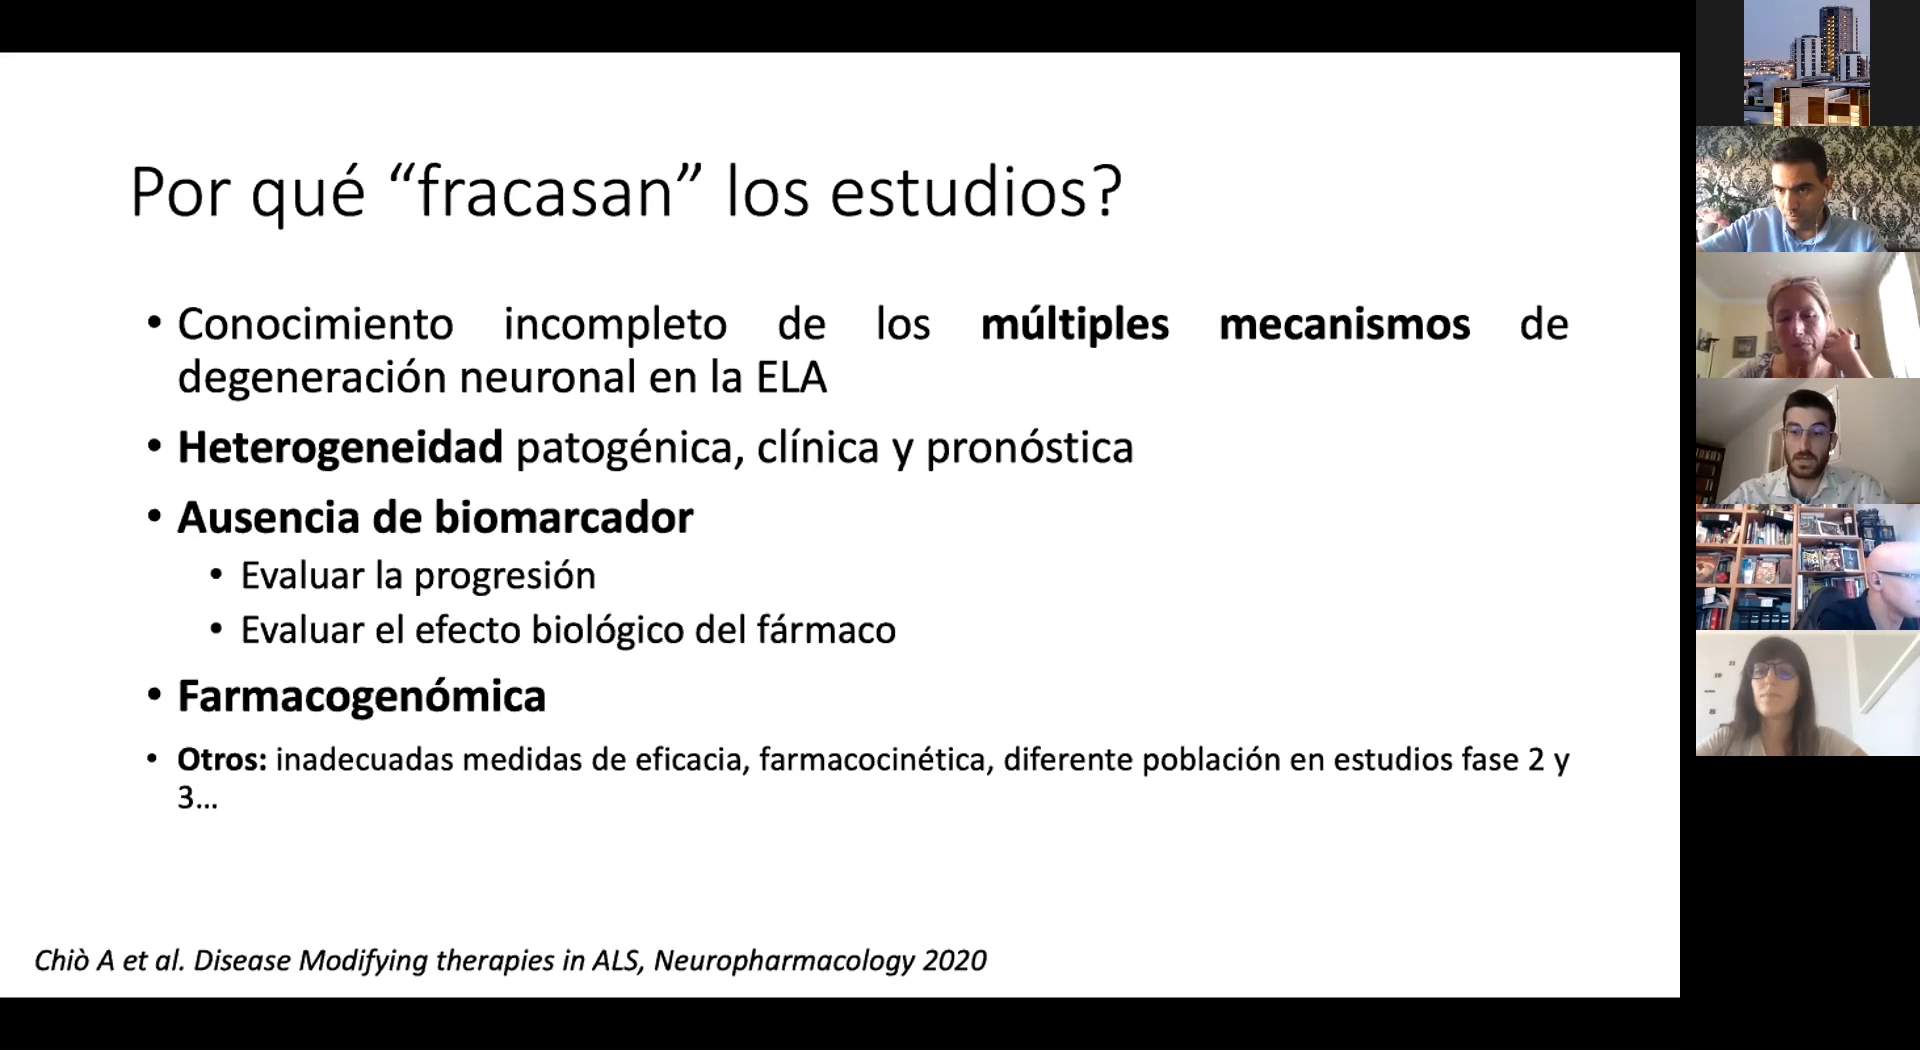 Por qué “fracasan” los estudios?
• Conocimiento incompleto de los múltiples mecanismos de
degeneración neuronal en la ELA
• Heterogeneidad patogénica, clínica y pronóstica
• Ausencia de biomarcador
• Evaluar la progresión
• Evaluar el efecto biológico del fármaco
• Farmacogenómica
• Otros: inadecuadas medidas de eficacia, farmacocinética, diferente población en estudios fase 2 y
3...
Chiò A et al. Disease Modifying therapies in ALS, Neuropharmacology 2020